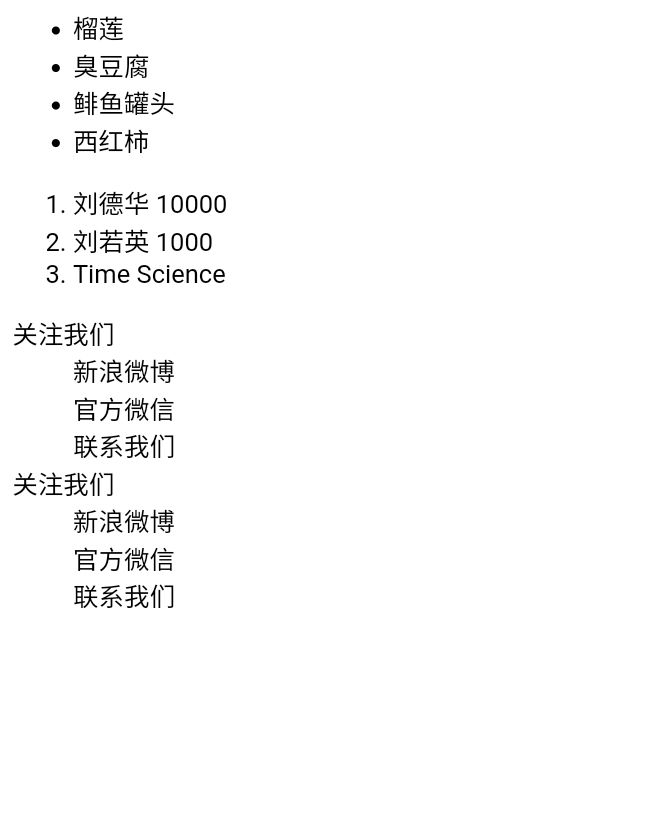 • 榴莲
• 臭豆腐
• 鲱鱼罐头
• 西红柿
1. 刘德华 10000
2. 刘若英 1000
3. Time Science
关注我们
新浪微博
官方微信
联系我们
关注我们
新浪微博
官方微信
联系我们